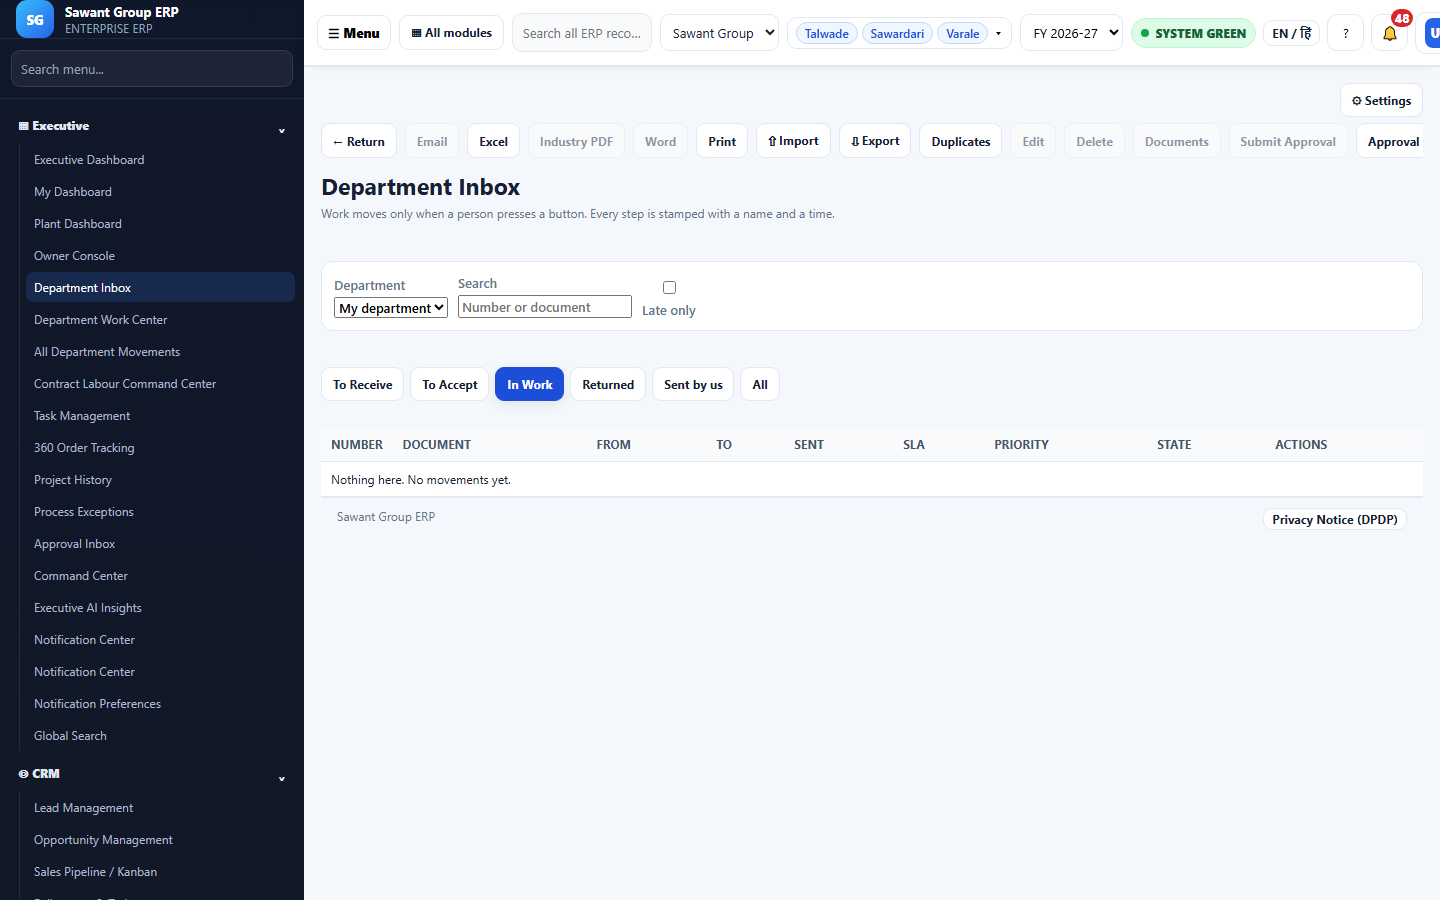 SG
Sawant Group ERP
ENTERPRISE ERP
Search menu...
Executive
Executive Dashboard
My Dashboard
Plant Dashboard
Owner Console
Department Inbox
Department Work Center
All Department Movements
Contract Labour Command Center
Task Management
360 Order Tracking
Project History
Process Exceptions
Approval Inbox
Command Center
Executive AI Insights
Notification Center
Notification Center
Notification Preferences
Global Search
CRM
Lead Management
Opportunity Management
Sales Pipeline / Kanban
☰ Menu
All modules
Search all ERP reco...
Sawant Group
Talwade Sawardari Varale
FY 2026-27
SYSTEM GREEN
EN / हिं
?
48
U
⚙ Settings
← Return
Email
Excel
Industry PDF
Word
Print
⇧ Import
⇩ Export
Duplicates
Edit
Delete
Documents
Submit Approval
Approval
Department Inbox
Work moves only when a person presses a button. Every step is stamped with a name and a time.
Department
My department
Search
Number or document
Late only
To Receive
To Accept
In Work
Returned
Sent by us
All
NUMBER DOCUMENT FROM TO SENT SLA PRIORITY STATE ACTIONS
Nothing here. No movements yet.
Sawant Group ERP
Privacy Notice (DPDP)